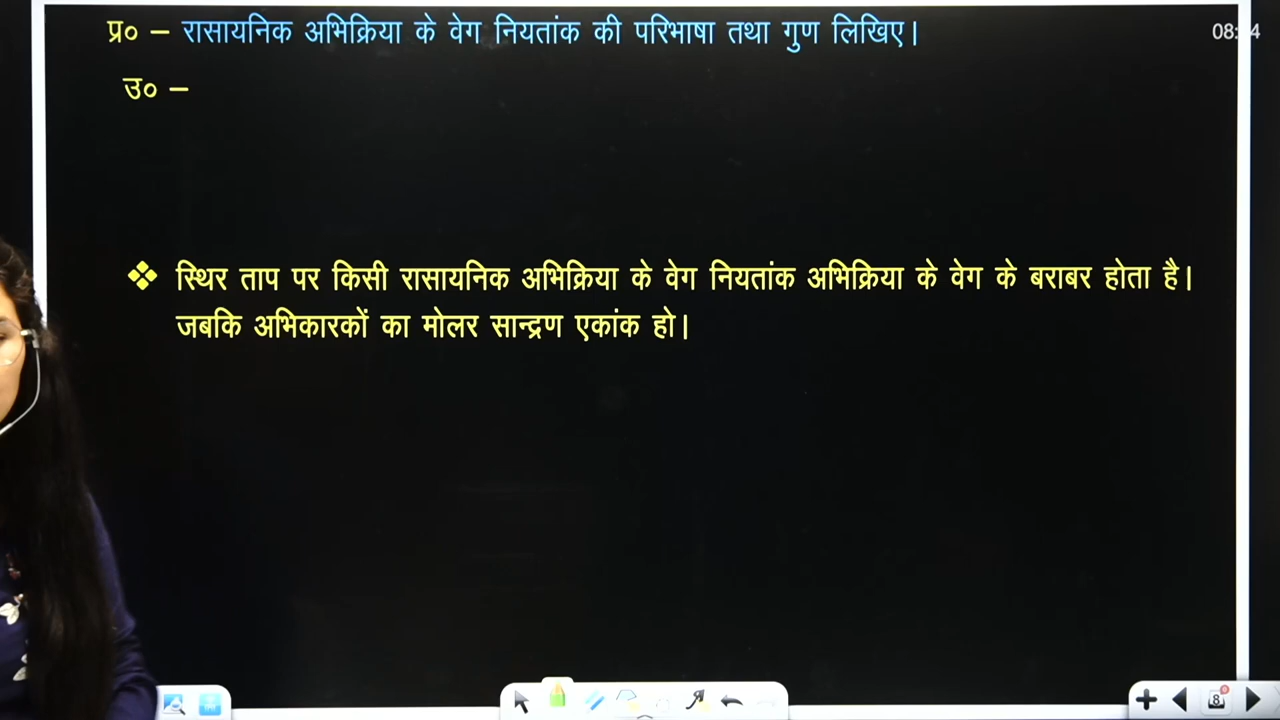 प्र० – रासायनिक अभिक्रिया के वेग नियतांक की परिभाषा तथा गुण लिखिए।
उ० –
❖ स्थिर ताप पर किसी रासायनिक अभिक्रिया के वेग नियतांक अभिक्रिया के वेग के बराबर होता है।
जबकि अभिकारकों का मोलर सान्द्रण एकांक हो।